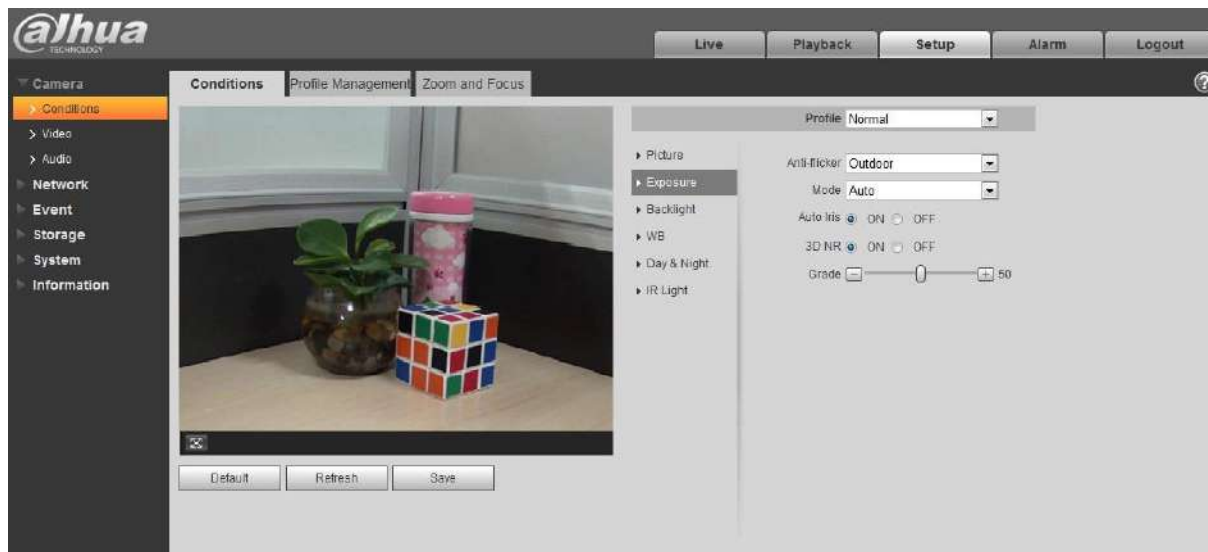 alhua
TECHNOLOGY
Live Playback Setup Alarm Logout
Camera
Conditions
Video
Audio
Network
Event
Storage
System
Information
Conditions Profile Management Zoom and Focus
Profile Normal
Picture
Exposure
Backlight
WB
Day & Night
IR Light
Anti-flicker Outdoor
Mode Auto
Auto Iris ON OFF
3D NR ON OFF
Grade 50
Default Refresh Save